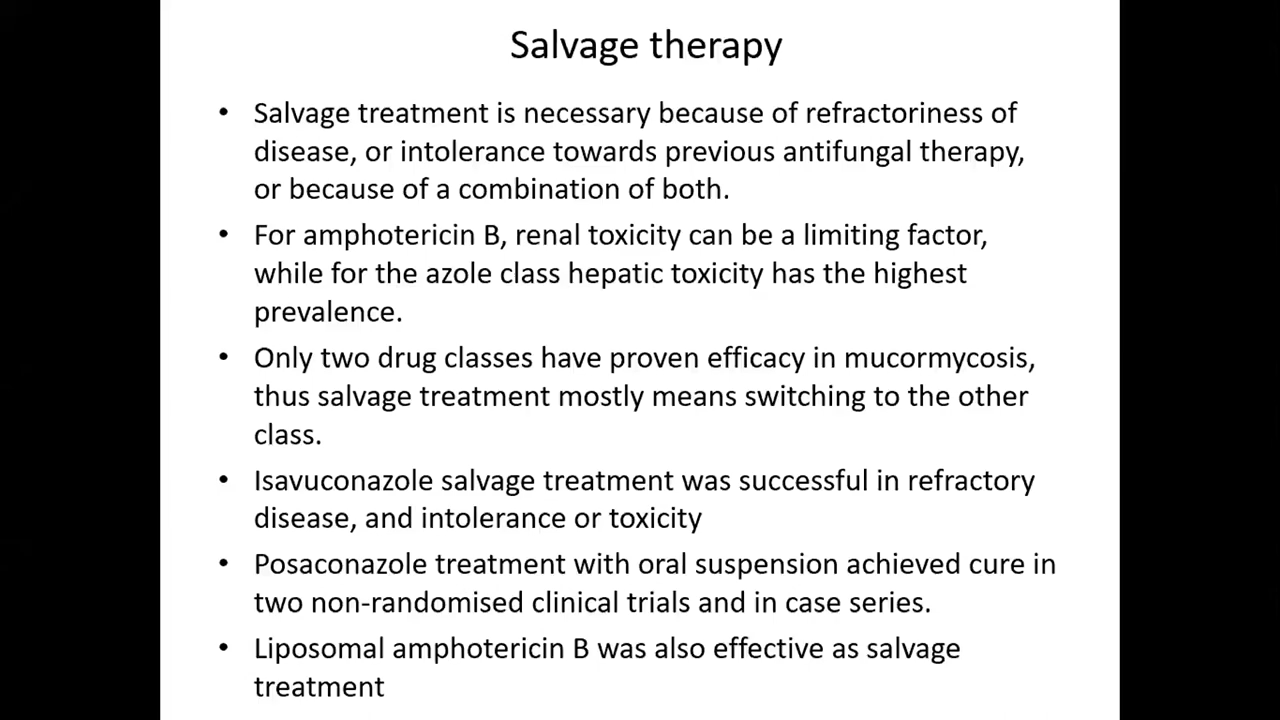 Salvage therapy
• Salvage treatment is necessary because of refractoriness of
disease, or intolerance towards previous antifungal therapy,
or because of a combination of both.
• For amphotericin B, renal toxicity can be a limiting factor,
while for the azole class hepatic toxicity has the highest
prevalence.
• Only two drug classes have proven efficacy in mucormycosis,
thus salvage treatment mostly means switching to the other
class.
• Isavuconazole salvage treatment was successful in refractory
disease, and intolerance or toxicity
• Posaconazole treatment with oral suspension achieved cure in
two non-randomised clinical trials and in case series.
• Liposomal amphotericin B was also effective as salvage
treatment